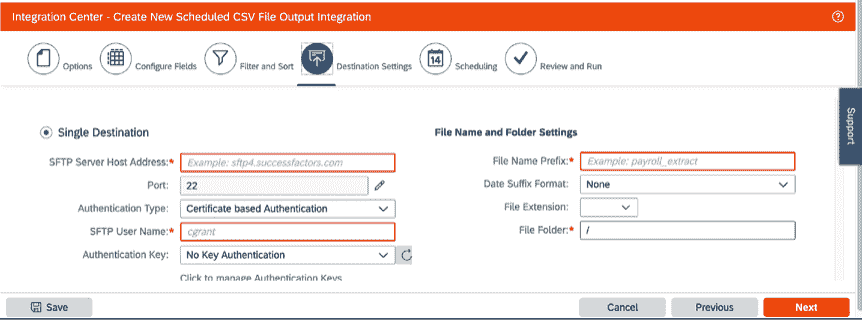 Integration Center - Create New Scheduled CSV File Output Integration
Options
Configure Fields
Filter and Sort
Destination Settings
14
Scheduling
Review and Run
Support
Single Destination
SFTP Server Host Address:*
Example: sftp4.successfactors.com
Port:
22
Authentication Type:
Certificate based Authentication
SFTP User Name:*
cgrant
Authentication Key:
No Key Authentication
Click to manage Authentication Keys
File Name and Folder Settings
File Name Prefix:*
Example: payroll_extract
Date Suffix Format:
None
File Extension:
File Folder:*
/
Save
Cancel
Previous
Next